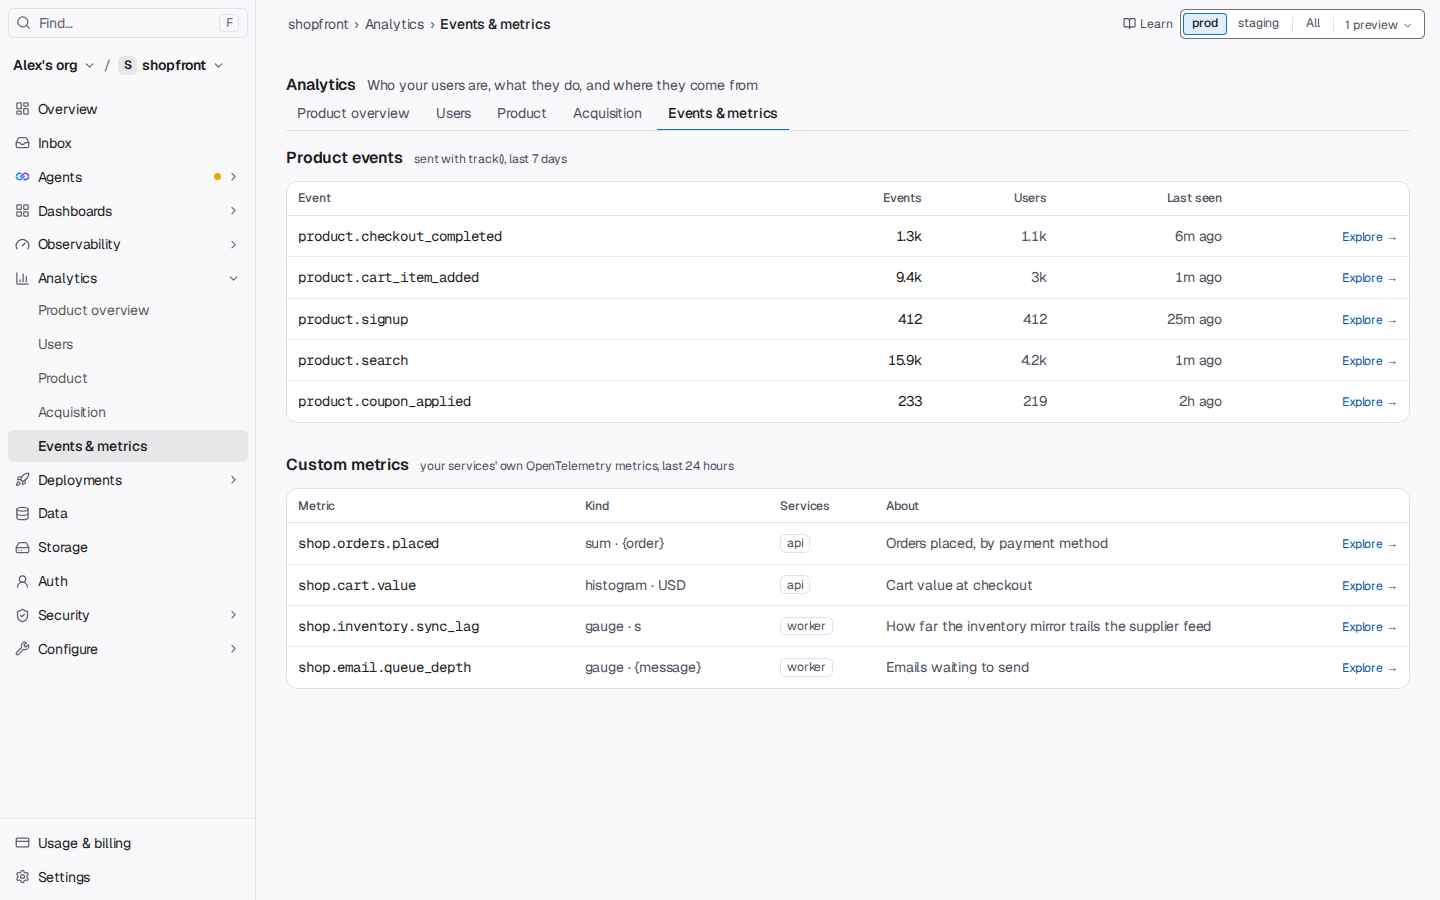 Find...
F
Alex's org
/
S
shopfront
Overview
Inbox
Agents
Dashboards
Observability
Analytics
Product overview
Users
Product
Acquisition
Events & metrics
Deployments
Data
Storage
Auth
Security
Configure
Usage & billing
Settings
shopfront › Analytics › Events & metrics
Learn
prod staging All 1 preview
Analytics Who your users are, what they do, and where they come from
Product overview Users Product Acquisition Events & metrics
Product events sent with track(), last 7 days
Event Events Users Last seen
product.checkout_completed 1.3k 1.1k 6m ago Explore →
product.cart_item_added 9.4k 3k 1m ago Explore →
product.signup 412 412 25m ago Explore →
product.search 15.9k 4.2k 1m ago Explore →
product.coupon_applied 233 219 2h ago Explore →
Custom metrics your services' own OpenTelemetry metrics, last 24 hours
Metric Kind Services About
shop.orders.placed sum · {order} api Orders placed, by payment method Explore →
shop.cart.value histogram · USD api Cart value at checkout Explore →
shop.inventory.sync_lag gauge · s worker How far the inventory mirror trails the supplier feed Explore →
shop.email.queue_depth gauge · {message} worker Emails waiting to send Explore →